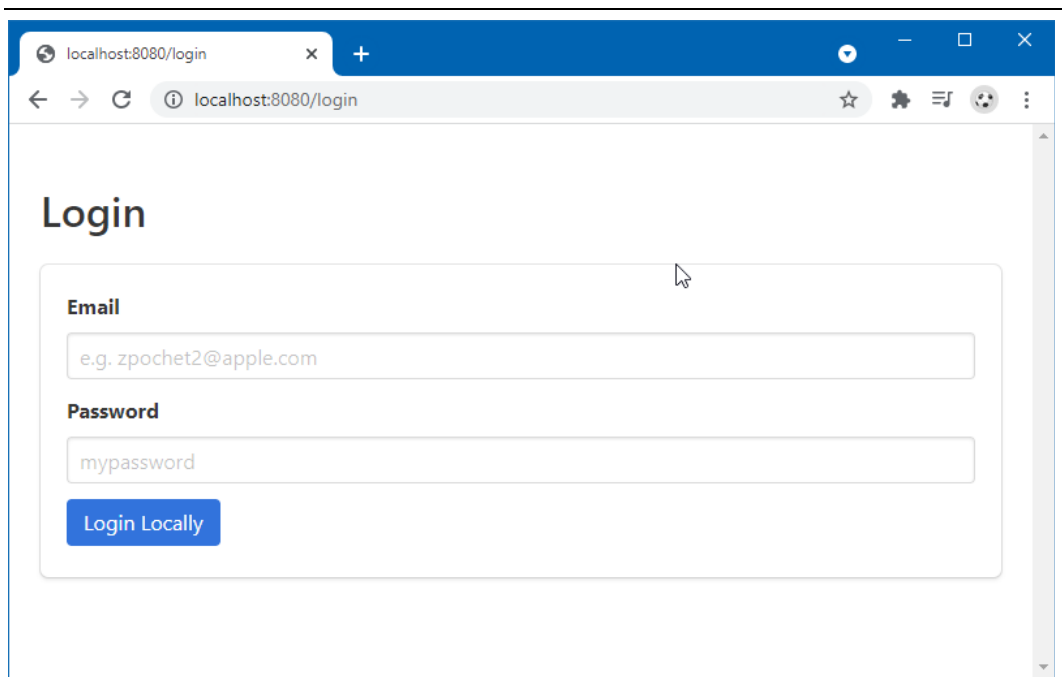 localhost:8080/login
localhost:8080/login
Login
Email
e.g. zpochet2@apple.com
Password
mypassword
Login Locally